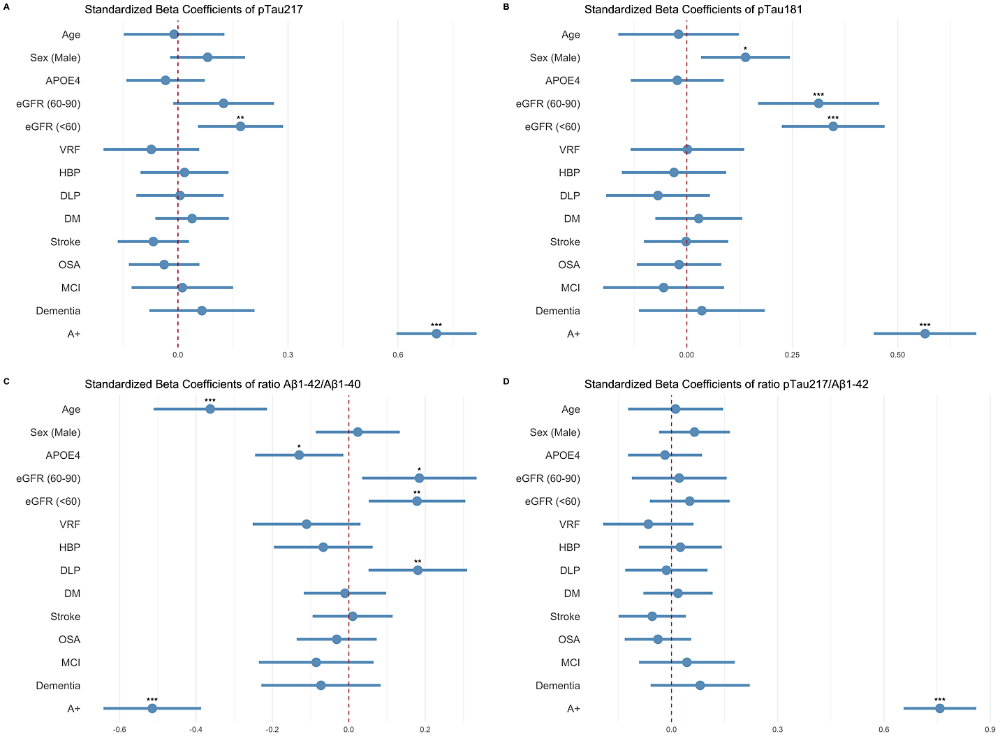 A
Standardized Beta Coefficients of pTau217
Age
Sex (Male)
APOE4
eGFR (60-90)
**
eGFR (<60)
VRF
HBP
DLP
DM
Stroke
OSA
MCI
Dementia
***
A+
0.0 0.3 0.6
B
Standardized Beta Coefficients of pTau181
Age
*
Sex (Male)
APOE4
***
eGFR (60-90)
***
eGFR (<60)
VRF
HBP
DLP
DM
Stroke
OSA
MCI
Dementia
***
A+
0.00 0.25 0.50
C
Standardized Beta Coefficients of ratio Aβ1-42/Aβ1-40
***
Age
Sex (Male)
*
APOE4
*
eGFR (60-90)
**
eGFR (<60)
VRF
HBP
**
DLP
DM
Stroke
OSA
MCI
Dementia
***
A+
-0.6 -0.4 -0.2 0.0 0.2
D
Standardized Beta Coefficients of ratio pTau217/Aβ1-42
Age
Sex (Male)
APOE4
eGFR (60-90)
eGFR (<60)
VRF
HBP
DLP
DM
Stroke
OSA
MCI
Dementia
***
A+
0.0 0.3 0.6 0.9